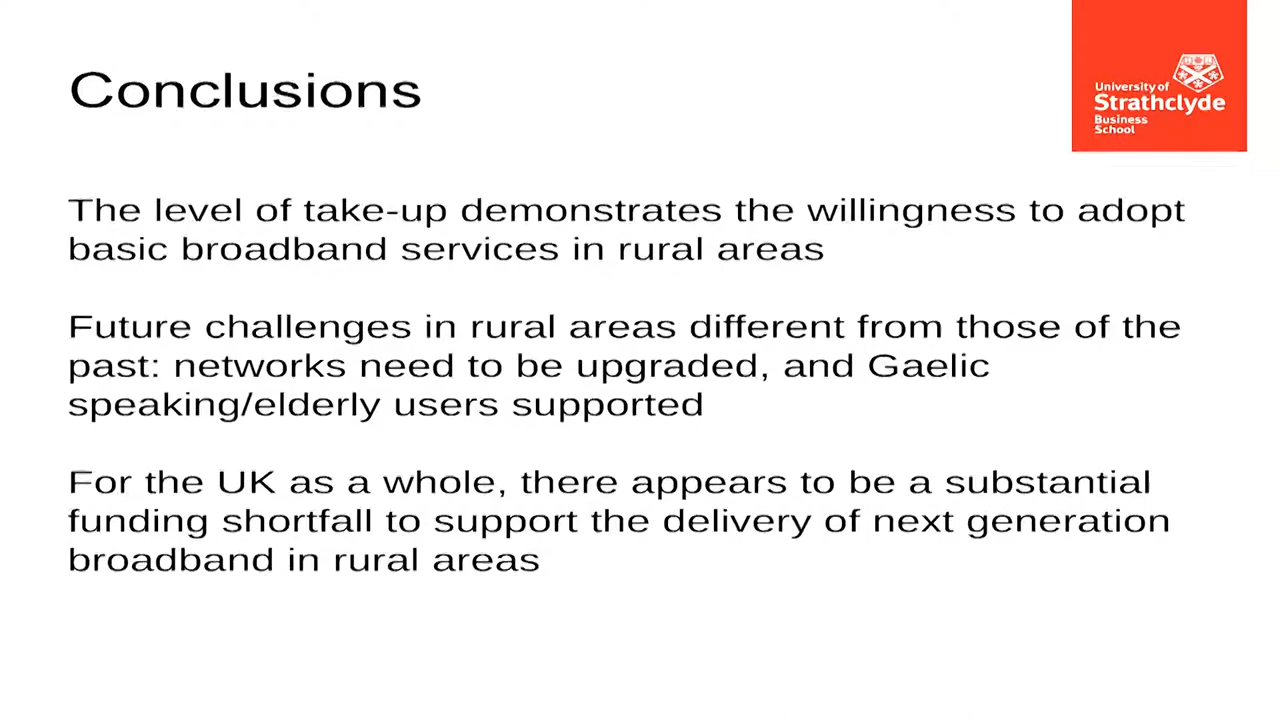 Conclusions
University of
Strathclyde
Business
School
The level of take-up demonstrates the willingness to adopt
basic broadband services in rural areas
Future challenges in rural areas different from those of the
past: networks need to be upgraded, and Gaelic
speaking/elderly users supported
For the UK as a whole, there appears to be a substantial
funding shortfall to support the delivery of next generation
broadband in rural areas